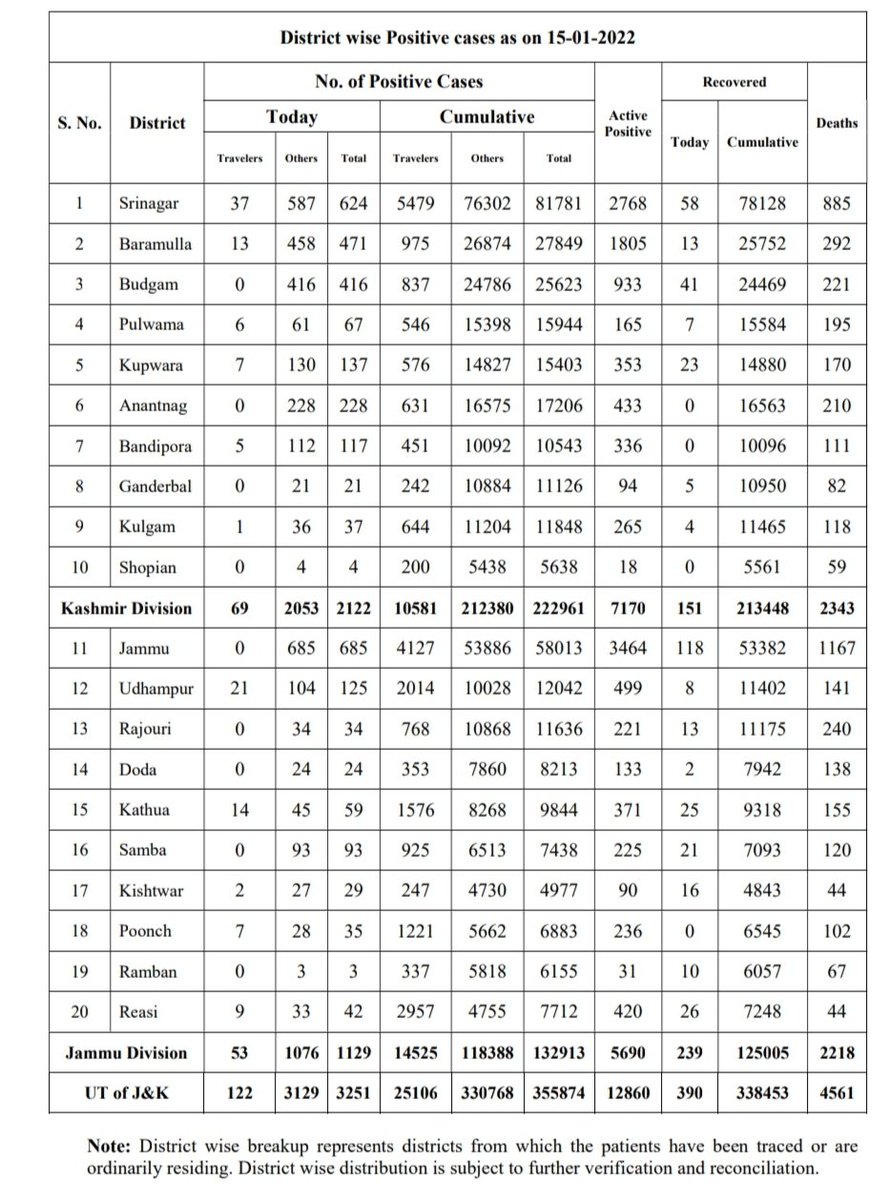 District wise Positive cases as on 15-01-2022
S. No. District No. of Positive Cases Active Positive Recovered Deaths
Today Cumulative Today Cumulative
Travelers Others Total Travelers Others Total
1 Srinagar 37 587 624 5479 76302 81781 2768 58 78128 885
2 Baramulla 13 458 471 975 26874 27849 1805 13 25752 292
3 Budgam 0 416 416 837 24786 25623 933 41 24469 221
4 Pulwama 6 61 67 546 15398 15944 165 7 15584 195
5 Kupwara 7 130 137 576 14827 15403 353 23 14880 170
6 Anantnag 0 228 228 631 16575 17206 433 0 16563 210
7 Bandipora 5 112 117 451 10092 10543 336 0 10096 111
8 Ganderbal 0 21 21 242 10884 11126 94 5 10950 82
9 Kulgam 1 36 37 644 11204 11848 265 4 11465 118
10 Shopian 0 4 4 200 5438 5638 18 0 5561 59
Kashmir Division 69 2053 2122 10581 212380 222961 7170 151 213448 2343
11 Jammu 0 685 685 4127 53886 58013 3464 118 53382 1167
12 Udhampur 21 104 125 2014 10028 12042 499 8 11402 141
13 Rajouri 0 34 34 768 10868 11636 221 13 11175 240
14 Doda 0 24 24 353 7860 8213 133 2 7942 138
15 Kathua 14 45 59 1576 8268 9844 371 25 9318 155
16 Samba 0 93 93 925 6513 7438 225 21 7093 120
17 Kishtwar 2 27 29 247 4730 4977 90 16 4843 44
18 Poonch 7 28 35 1221 5662 6883 236 0 6545 102
19 Ramban 0 3 3 337 5818 6155 31 10 6057 67
20 Reasi 9 33 42 2957 4755 7712 420 26 7248 44
Jammu Division 53 1076 1129 14525 118388 132913 5690 239 125005 2218
UT of J&K 122 3129 3251 25106 330768 355874 12860 390 338453 4561
Note: District wise breakup represents districts from which the patients have been traced or are
ordinarily residing. District wise distribution is subject to further verification and reconciliation.